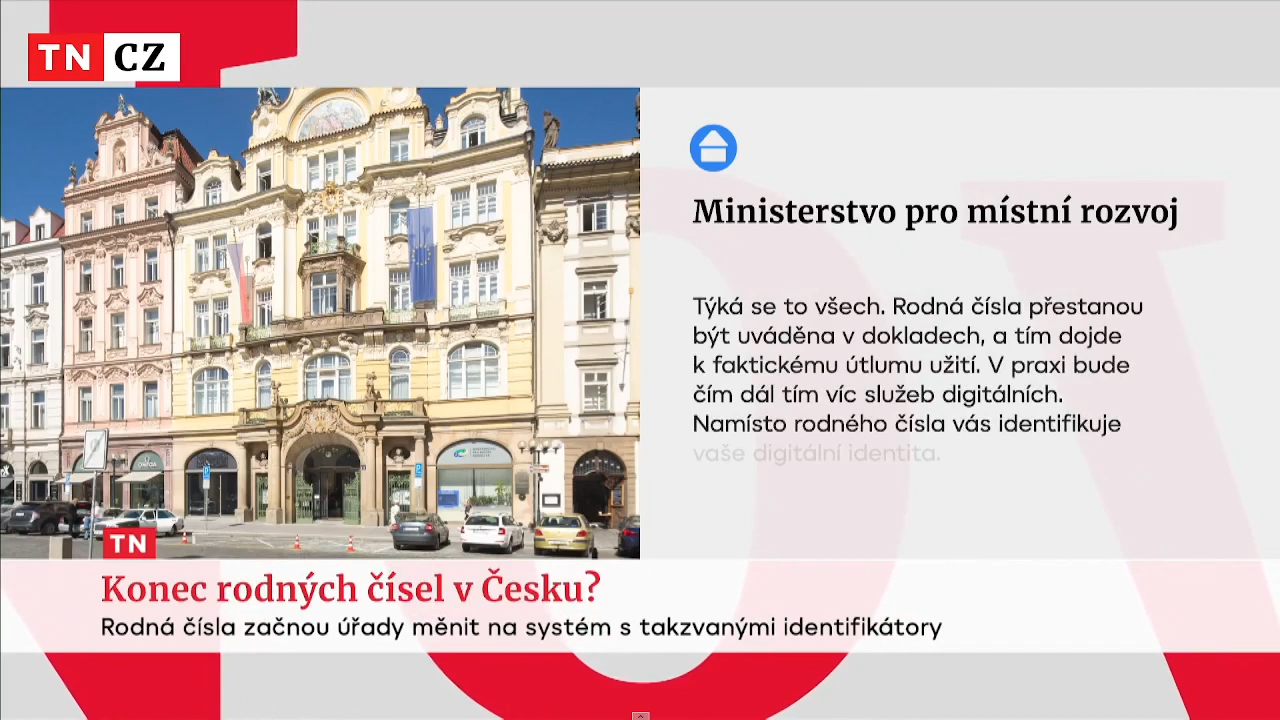 TN CZ
Ministerstvo pro místní rozvoj
Týká se to všech. Rodná čísla přestanou
být uváděna v dokladech, a tím dojde
k faktickému útlumu užití. V praxi bude
čím dál tím víc služeb digitálních.
Namísto rodného čísla vás identifikuje
vaše digitální identita.
TN
Konec rodných čísel v Česku?
Rodná čísla začnou úřady měnit na systém s takzvanými identifikátory